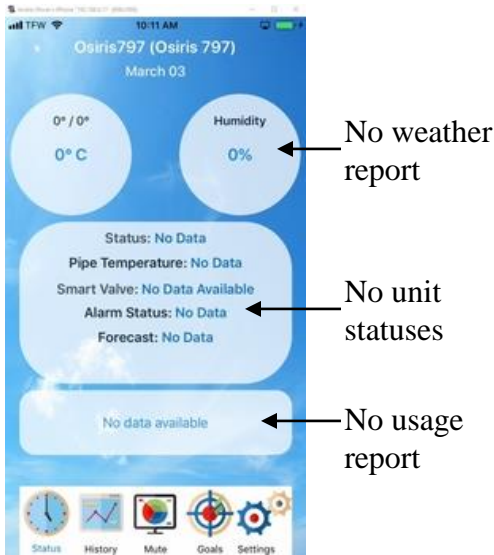 TFW 10:11 AM
Osiris797 (Osiris 797)
March 03
0° / 0°
0° C
Humidity
0%
No weather
report
Status: No Data
Pipe Temperature: No Data
Smart Valve: No Data Available
Alarm Status: No Data
Forecast: No Data
No unit
statuses
No data available
No usage
report
Status History Mute Goals Settings